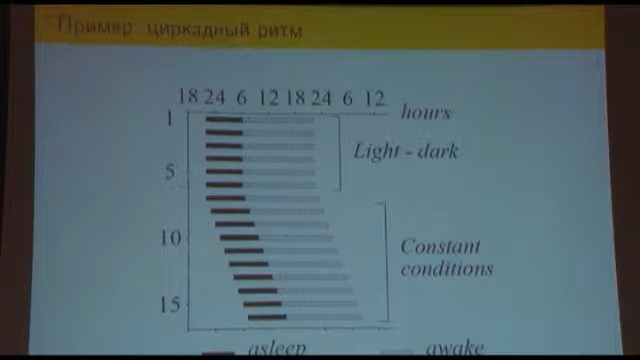 Пример: циркадный ритм
18 24 6 12 18 24 6 12 hours
1
Light - dark
5
10
Constant
conditions
15
asleep awake